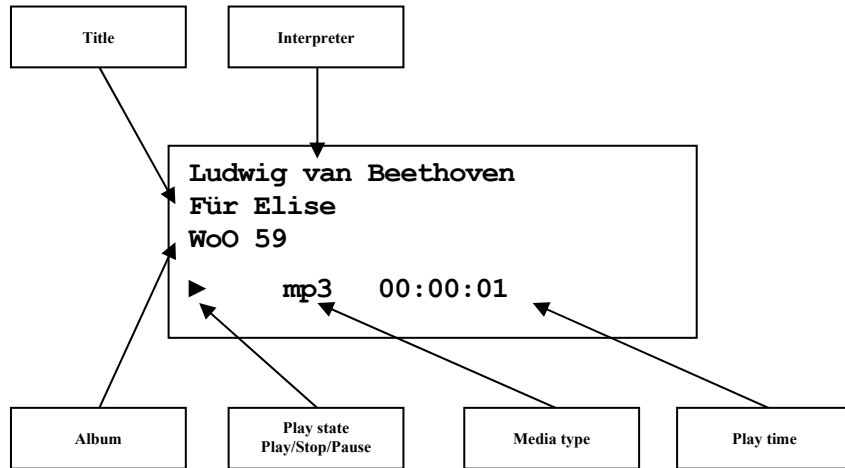 Title
Interpreter
Ludwig van Beethoven
Für Elise
WoO 59
► mp3 00:00:01
Album
Play state
Play/Stop/Pause
Media type
Play time